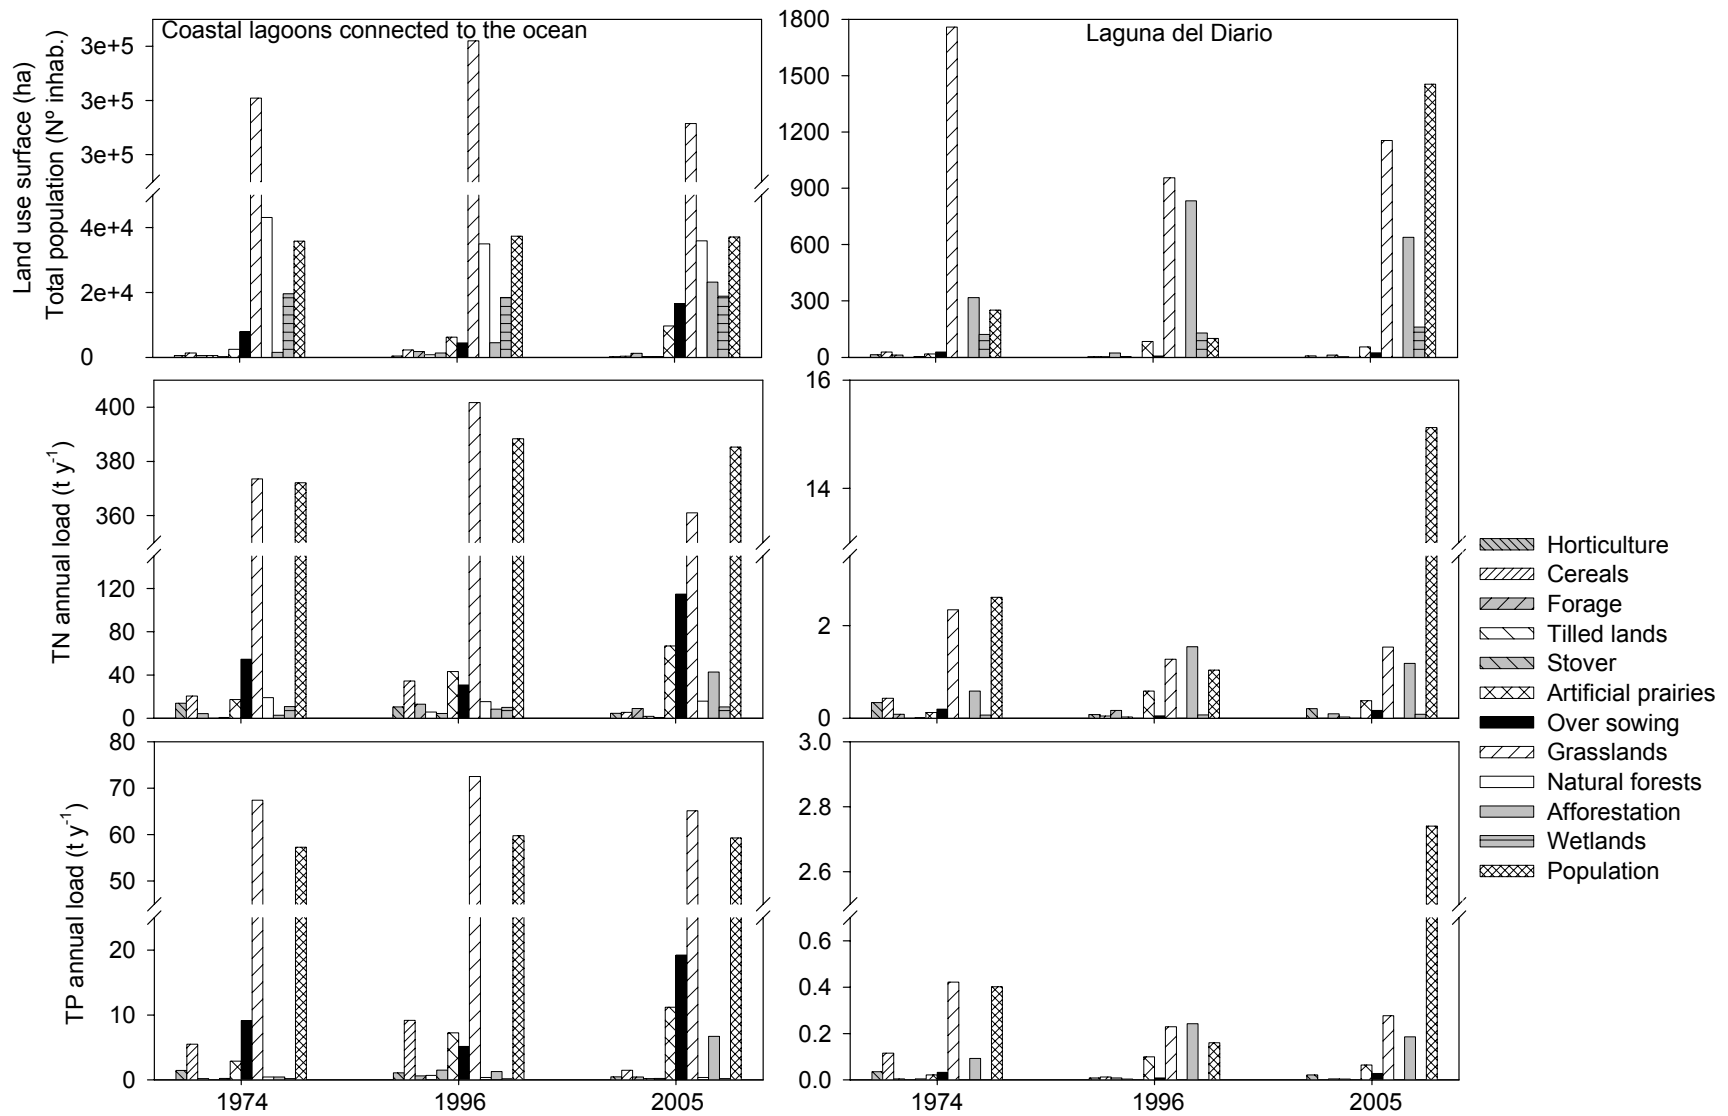 Coastal lagoons connected to the ocean
Land use surface (ha)
Total population (Nº inhab.)
3e+5
3e+5
3e+5
4e+4
2e+4
0
Laguna del Diario
1800
1500
1200
900
600
300
0
TN annual load (t y-1)
400
380
360
120
80
40
0
16
14
2
0
TP annual load (t y-1)
80
70
60
50
20
10
0
1974
1996
2005
3.0
2.8
2.6
0.6
0.4
0.2
0.0
1974
1996
2005
Horticulture
Cereals
Forage
Tilled lands
Stover
Artificial prairies
Over sowing
Grasslands
Natural forests
Afforestation
Wetlands
Population